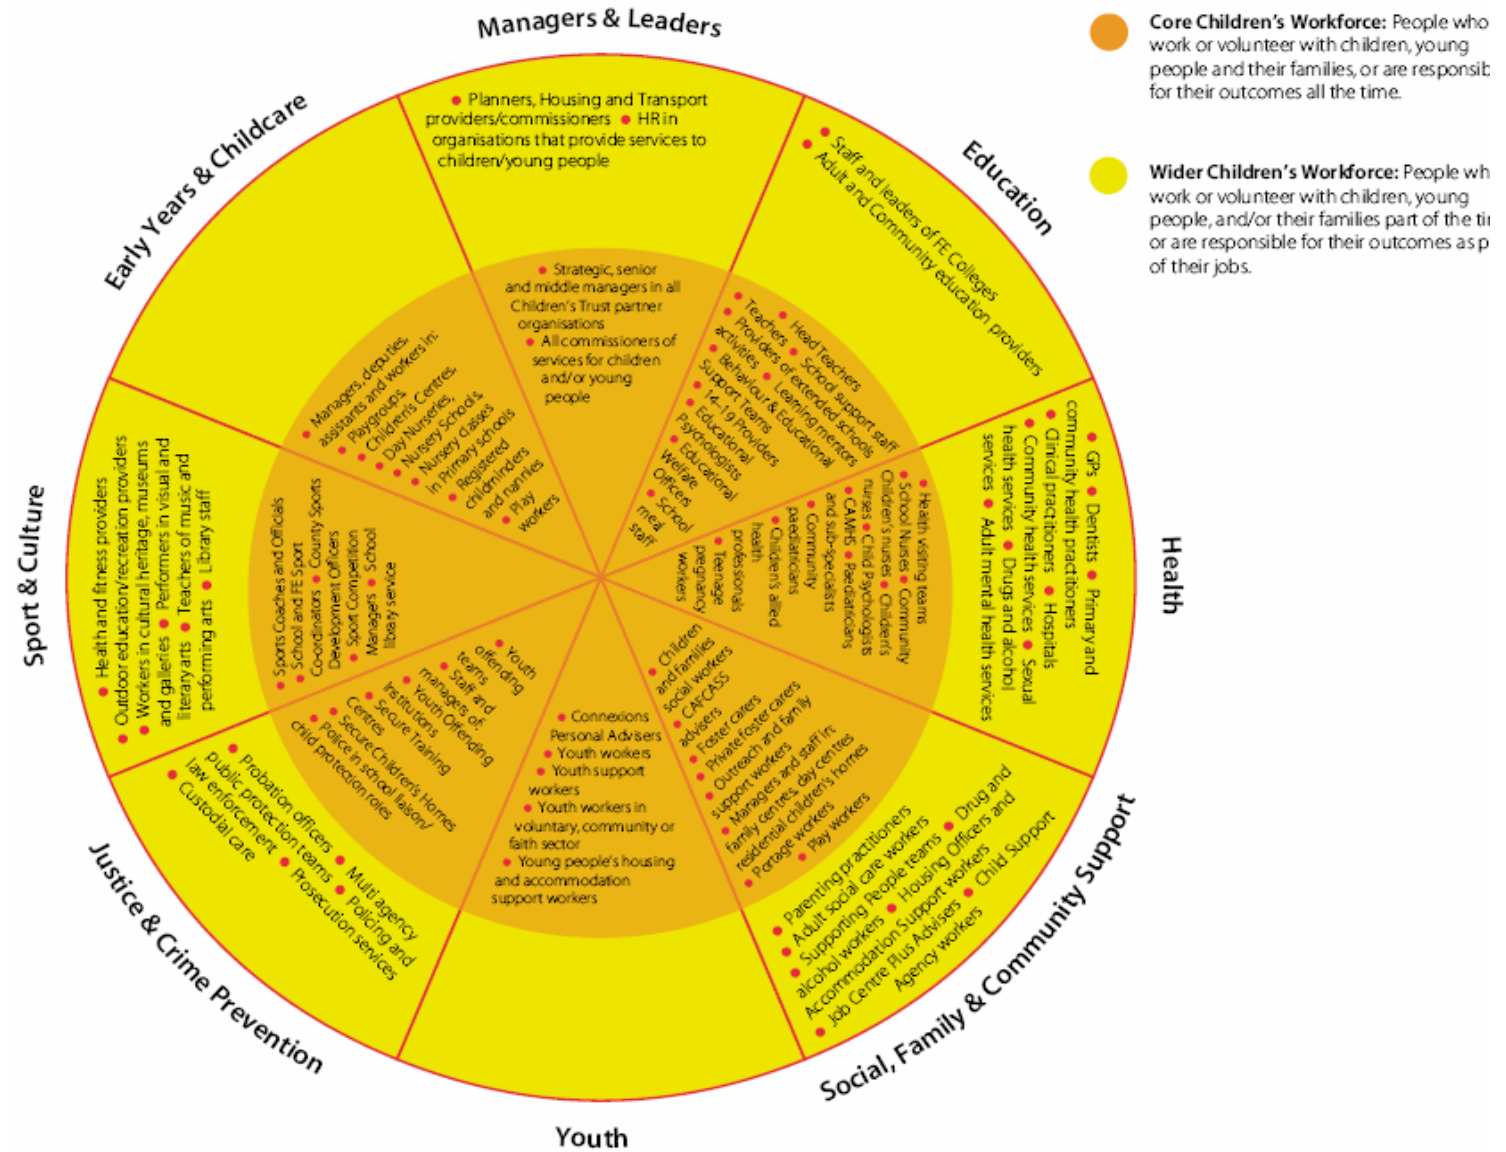 Managers & Leaders
• Planners, Housing and Transport
providers/commissioners • HR in
organisations that provide services to
children/young people
• Strategic, senior
and middle managers in all
Children's Trust partner
organisations
• All commissioners of
services for children
and/or young
people
Education
• Staff and leaders of FE Colleges
• Adult and Community education providers
• Head Teachers
• Teachers • School support staff
• Providers of extended schools
activities • Learning mentors
• Behaviour & Educational
Support Teams
• 14–19 Providers
• Educational
Psychologists
• Educational
Welfare
Officers
• School
meal
staff
Health
• GPs • Dentists • Primary and
community health practitioners
• Clinical practitioners • Hospitals
• Community health services • Sexual
health services • Drugs and alcohol
services • Adult mental health services
• Health visiting teams
• School Nurses • Community
Children's nurses • Children's
nurses • Child Psychologists
• CAMHS • Paediatricians
and sub-specialists
• Community
paediatricians
• Children's allied
health
professionals
• Teenage
pregnancy
workers
Social, Family & Community Support
• Children
and families
social workers
• CAFCASS
advisers
• Foster carers
• Private foster carers
• Outreach and family
support workers
• Managers and staff in:
family centres, day centres
residential children's homes
• Portage workers
• Play workers
• Parenting practitioners
• Adult social care workers
• Supporting People teams • Drug and
alcohol workers • Housing Officers and
Accommodation Support workers
• Job Centre Plus Advisers • Child Support
Agency workers
Youth
• Connexions
Personal Advisers
• Youth workers
• Youth support
workers
• Youth workers in
voluntary, community or
faith sector
• Young people's housing
and accommodation
support workers
Justice & Crime Prevention
• Youth
offending
teams
• Staff and
managers of:
• Youth Offending
Institutions
• Secure Training
Centres
• Secure Children's Homes
• Police in school liaison/
child protection roles
• Probation officers • Multi agency
public protection teams • Policing and
law enforcement • Prosecution services
• Custodial care
Sport & Culture
• Health and fitness providers
• Outdoor education/recreation providers
• Workers in cultural heritage, museums
and galleries • Performers in visual and
literary arts • Teachers of music and
performing arts • Library staff
• Sports Coaches and Officials
• School and FE Sport
Co-ordinators • County Sports
Development Officers
• Sport Competition
Managers • School
library service
Early Years & Childcare
• Managers, deputies,
assistants and workers in:
• Playgroups,
• Children's Centres,
• Day Nurseries,
• Nursery Schools,
• Nursery classes
in Primary schools
• Registered
childminders
and nannies
• Play
workers
Core Children's Workforce: People who
work or volunteer with children, young
people and their families, or are responsib
for their outcomes all the time.
Wider Children's Workforce: People wh
work or volunteer with children, young
people, and/or their families part of the tir
or are responsible for their outcomes as p
of their jobs.